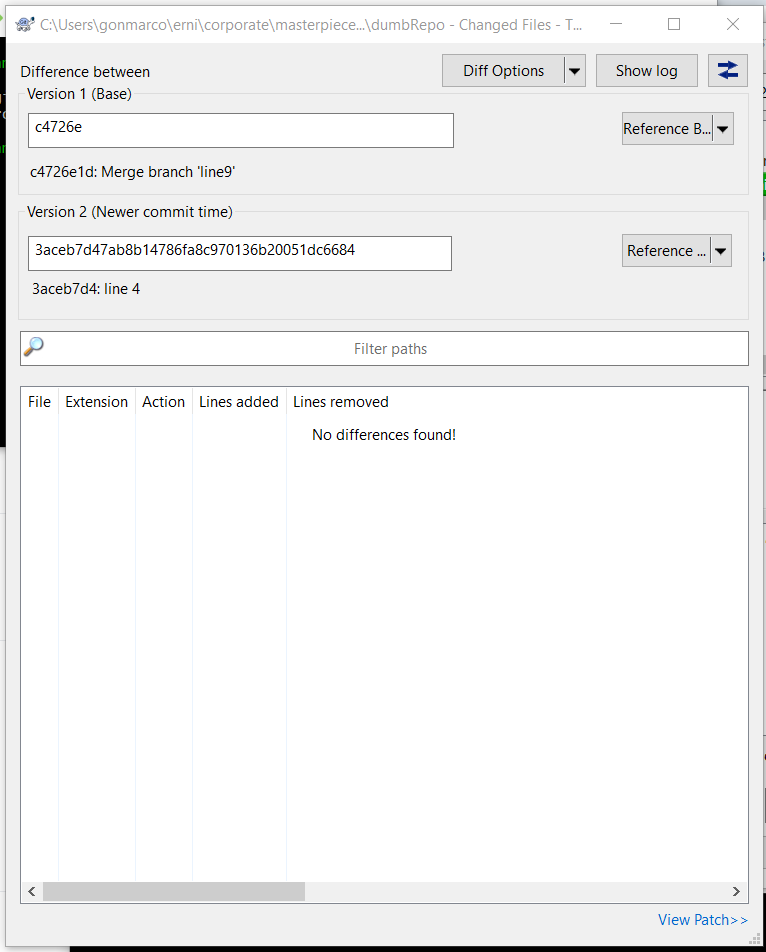 C:\Users\gonmarco\erni\corporate\masterpiece...\dumbRepo - Changed Files - T...
Difference between
Diff Options
Show log
Version 1 (Base)
c4726e
Reference B...
c4726e1d: Merge branch 'line9'
Version 2 (Newer commit time)
3aceb7d47ab8b14786fa8c970136b20051dc6684
Reference ...
3aceb7d4: line 4
Filter paths
File Extension Action Lines added Lines removed
No differences found!
View Patch>>